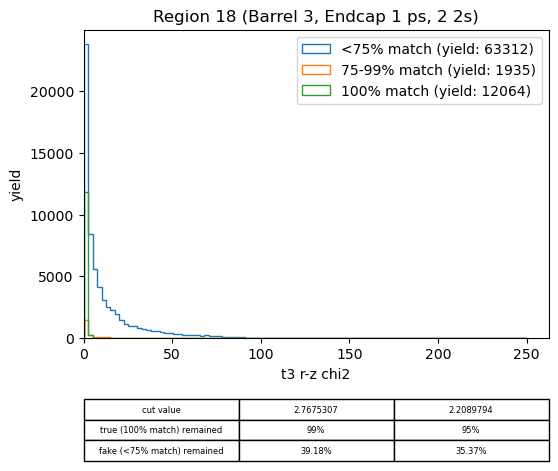 Region 18 (Barrel 3, Endcap 1 ps, 2 2s)
<75% match (yield: 63312)
75-99% match (yield: 1935)
100% match (yield: 12064)
yield
20000
15000
10000
5000
0
0 50 100 150 200 250
t3 r-z chi2
cut value 2.7675307 2.2089794
true (100% match) remained 99% 95%
fake (<75% match) remained 39.18% 35.37%